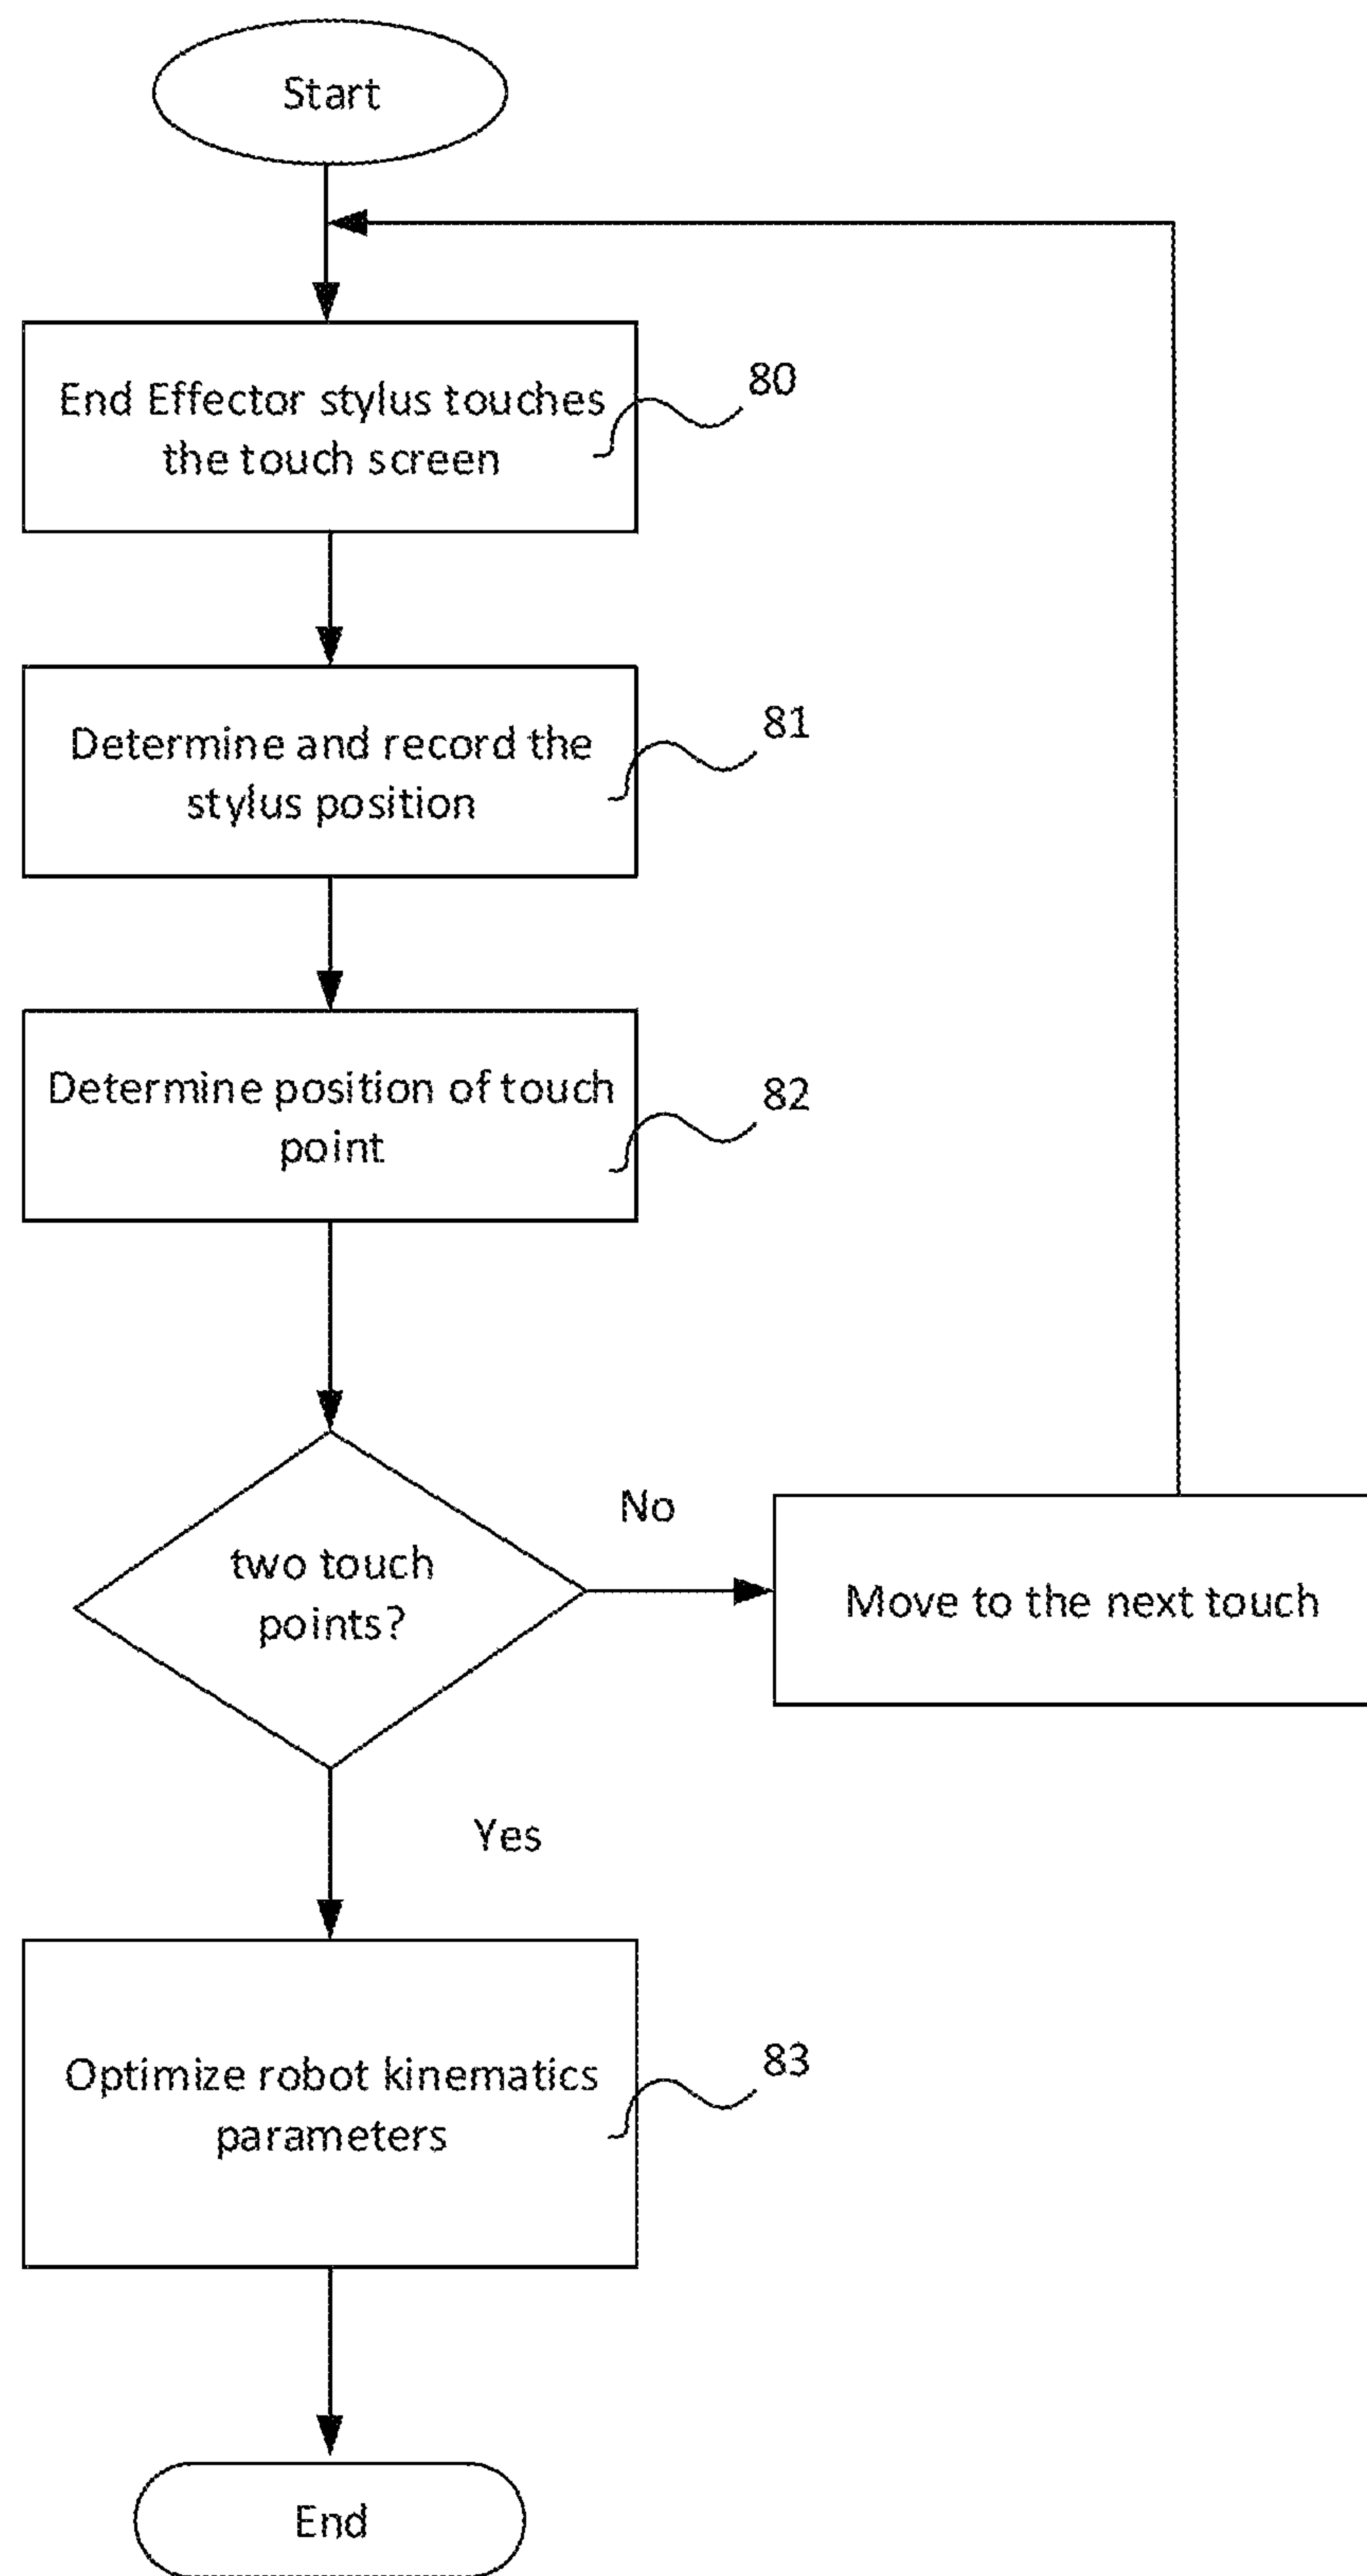 Start
End Effector stylus touches
the touch screen
80
Determine and record the
stylus position
81
Determine position of touch
point
82
two touch
points?
No
Move to the next touch
Yes
Optimize robot kinematics
parameters
83
End